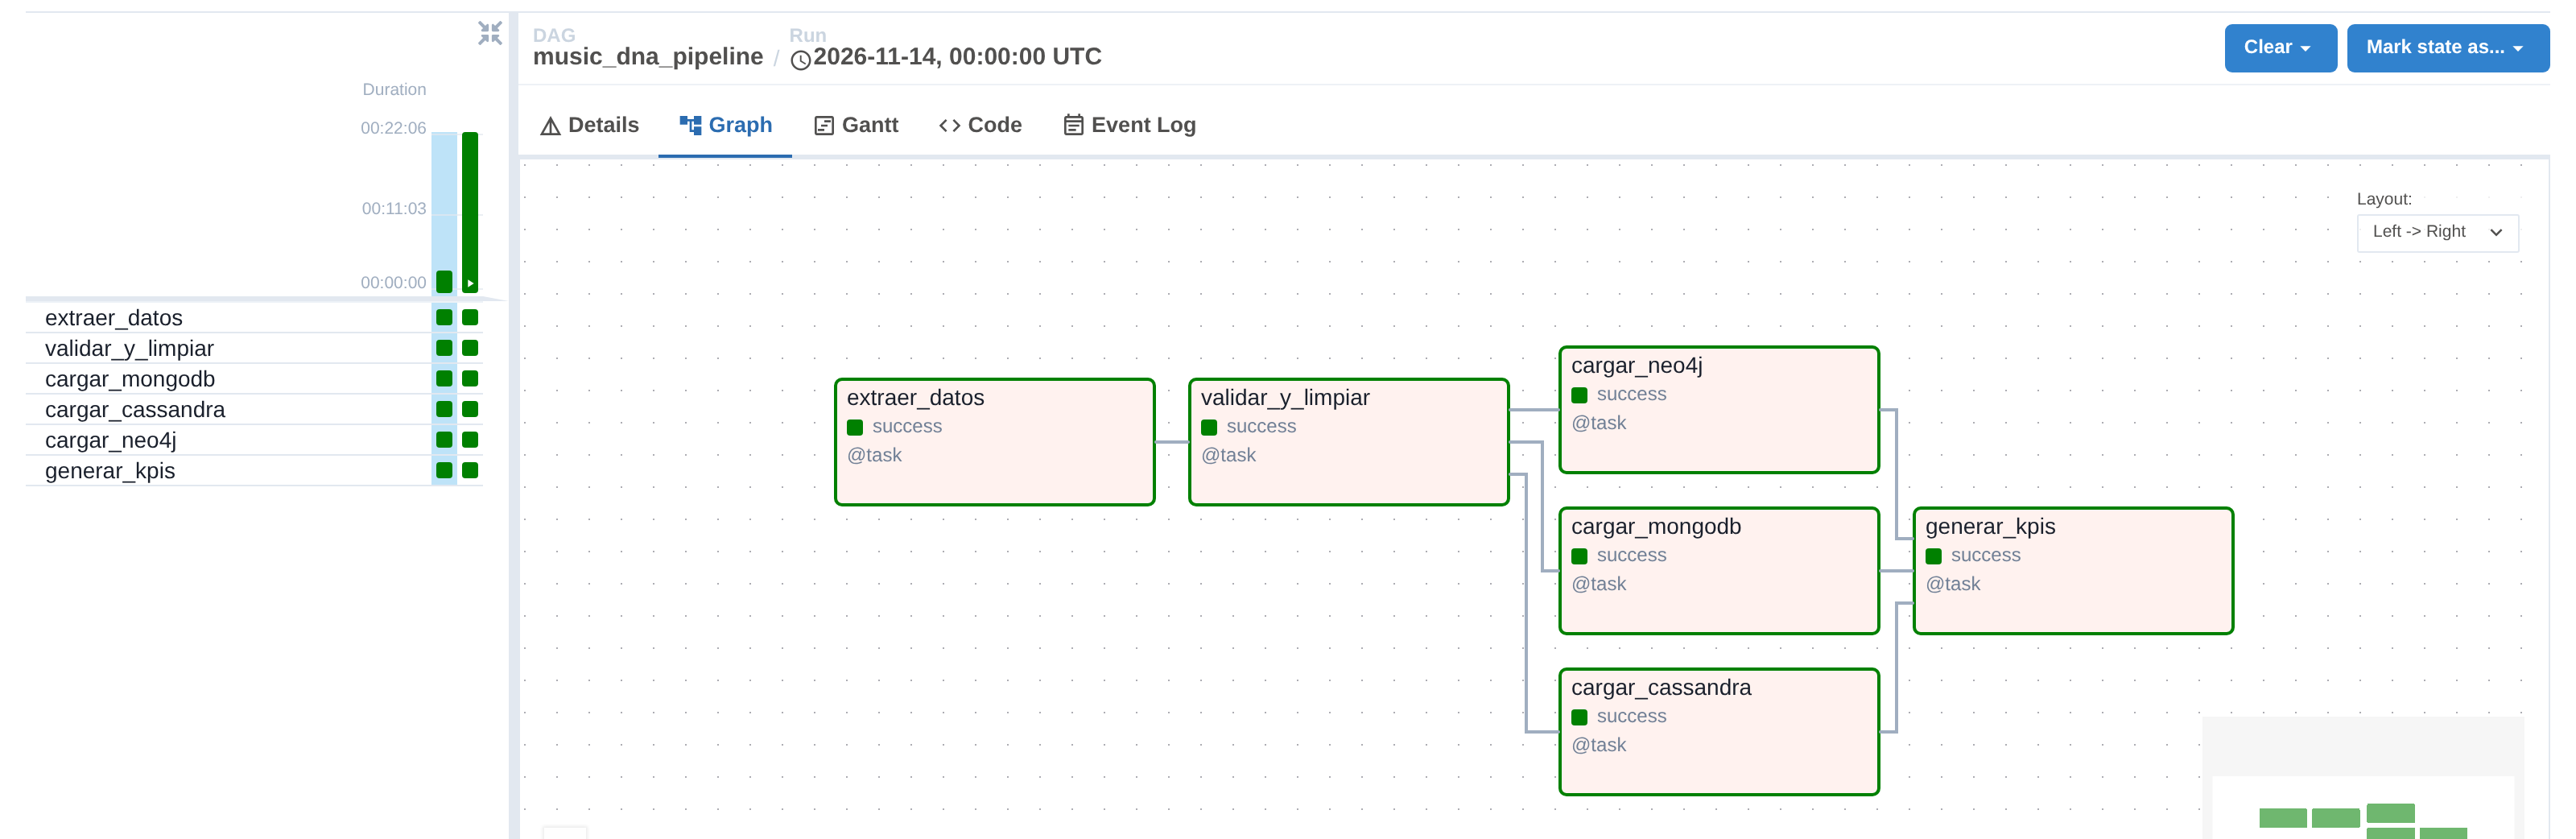 DAG
music_dna_pipeline
/
Run
2026-11-14, 00:00:00 UTC
Clear
Mark state as...
Details
Graph
Gantt
Code
Event Log
Duration
00:22:06
00:11:03
00:00:00
extraer_datos
validar_y_limpiar
cargar_mongodb
cargar_cassandra
cargar_neo4j
generar_kpis
Layout:
Left -> Right
extraer_datos
success
@task
validar_y_limpiar
success
@task
cargar_neo4j
success
@task
cargar_mongodb
success
@task
cargar_cassandra
success
@task
generar_kpis
success
@task